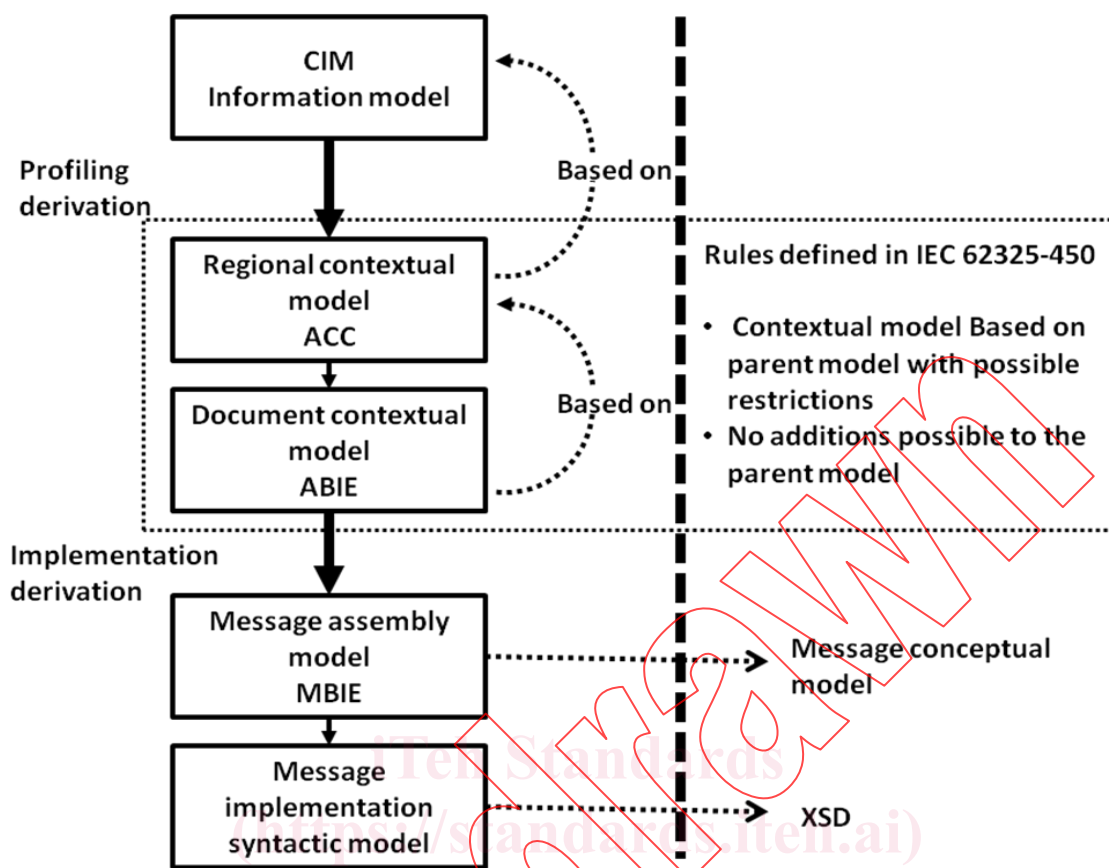 CIM
Information model
Profiling
derivation
Based on
Regional contextual
model
ACC
Rules defined in IEC 62325-450
• Contextual model Based on
parent model with possible
restrictions
• No additions possible to the
parent model
Document contextual
model
ABIE
Based on
Implementation
derivation
Message assembly
model
MBIE
Message conceptual
model
Message
implementation
syntactic model
XSD
iTeh Standards
(https://standards.iteh.ai)